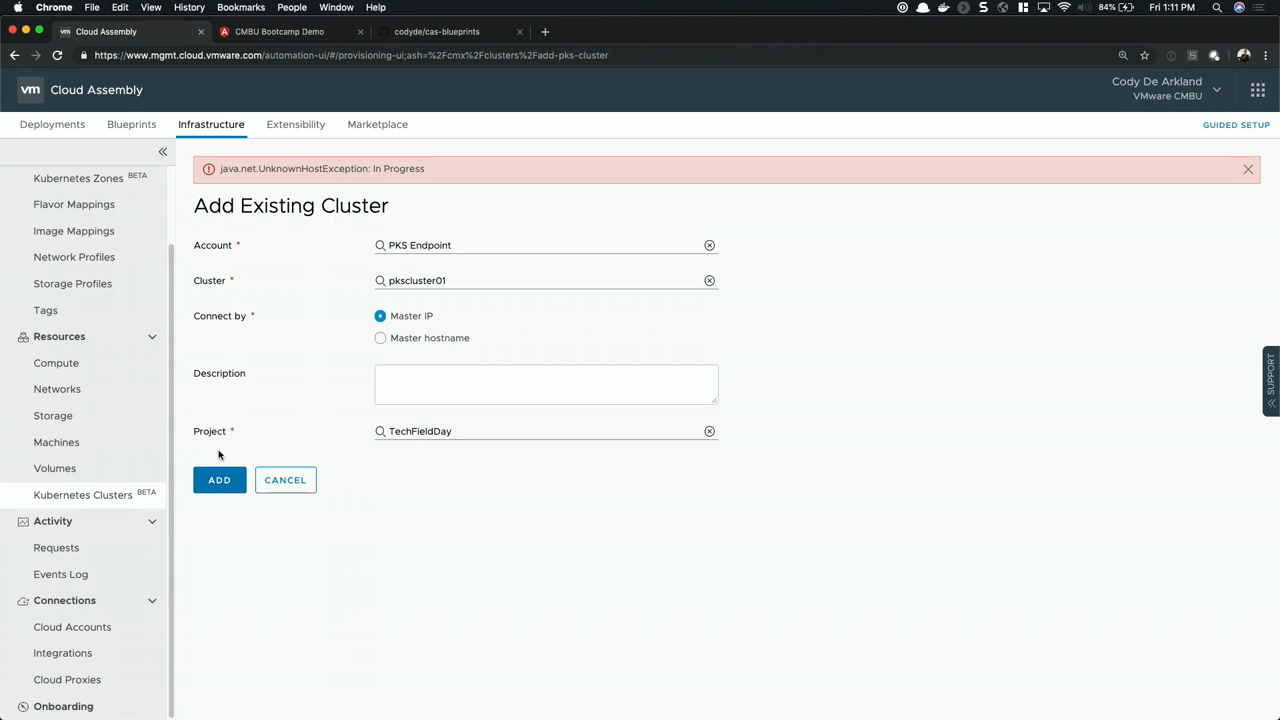 Chrome File Edit View History Bookmarks People Window Help 84% Fri 1:11 PM
vm Cloud Assembly CMBU Bootcamp Demo codyde/cas-blueprints
https://www.mgmt.cloud.vmware.com/automation-ui/#/provisioning-ui;ash=%2Fcmx%2Fclusters%2Fadd-pks-cluster
vm Cloud Assembly
Cody De Arkland
VMware CMBU
Deployments Blueprints Infrastructure Extensibility Marketplace GUIDED SETUP
Kubernetes Zones BETA
Flavor Mappings
Image Mappings
Network Profiles
Storage Profiles
Tags
Resources
Compute
Networks
Storage
Machines
Volumes
Kubernetes Clusters BETA
Activity
Requests
Events Log
Connections
Cloud Accounts
Integrations
Cloud Proxies
Onboarding
java.net.UnknownHostException: In Progress
Add Existing Cluster
Account * PKS Endpoint
Cluster * pkscluster01
Connect by * Master IP
Master hostname
Description
Project * TechFieldDay
ADD CANCEL
SUPPORT